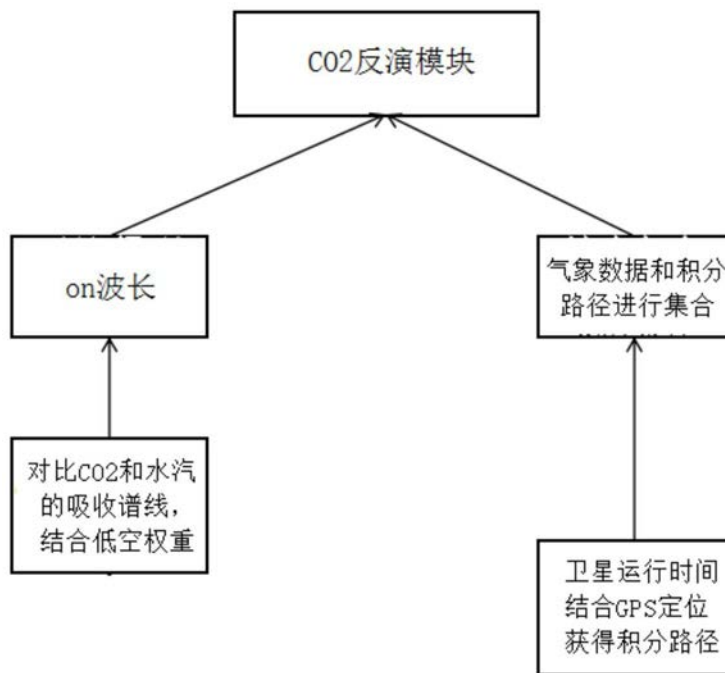 CO2反演模块
on波长
气象数据和积分
路径进行集合
对比CO2和水汽
的吸收谱线，
结合低空权重
卫星运行时间
结合GPS定位
获得积分路径